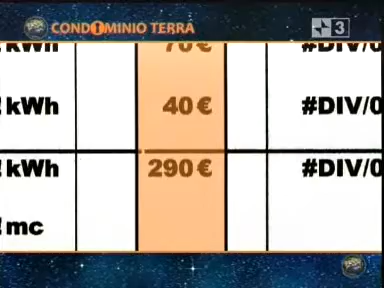 CONDOMINIO TERRA
3
! kWh 70 € #DIV/0
! kWh 40 € #DIV/0
! kWh 290 € #DIV/0
! mc